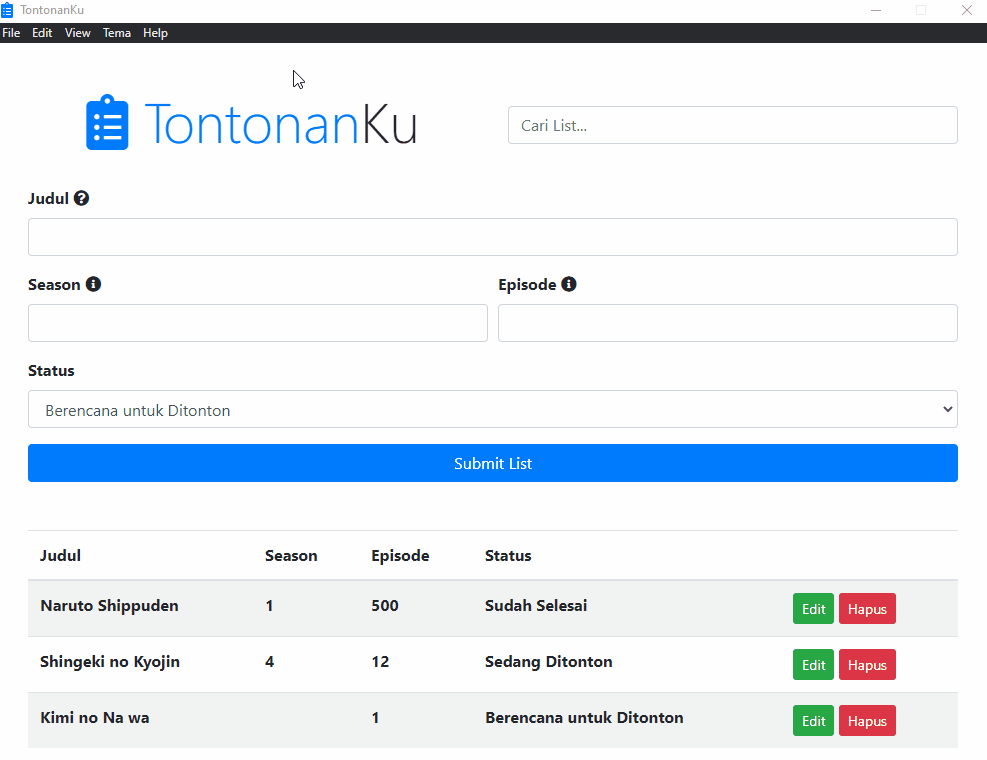 TontonanKu
File Edit View Tema Help
TontonanKu
Cari List...
Judul
Season Episode
Status
Berencana untuk Ditonton
Submit List
Judul Season Episode Status
Naruto Shippuden 1 500 Sudah Selesai Edit Hapus
Shingeki no Kyojin 4 12 Sedang Ditonton Edit Hapus
Kimi no Na wa 1 Berencana untuk Ditonton Edit Hapus